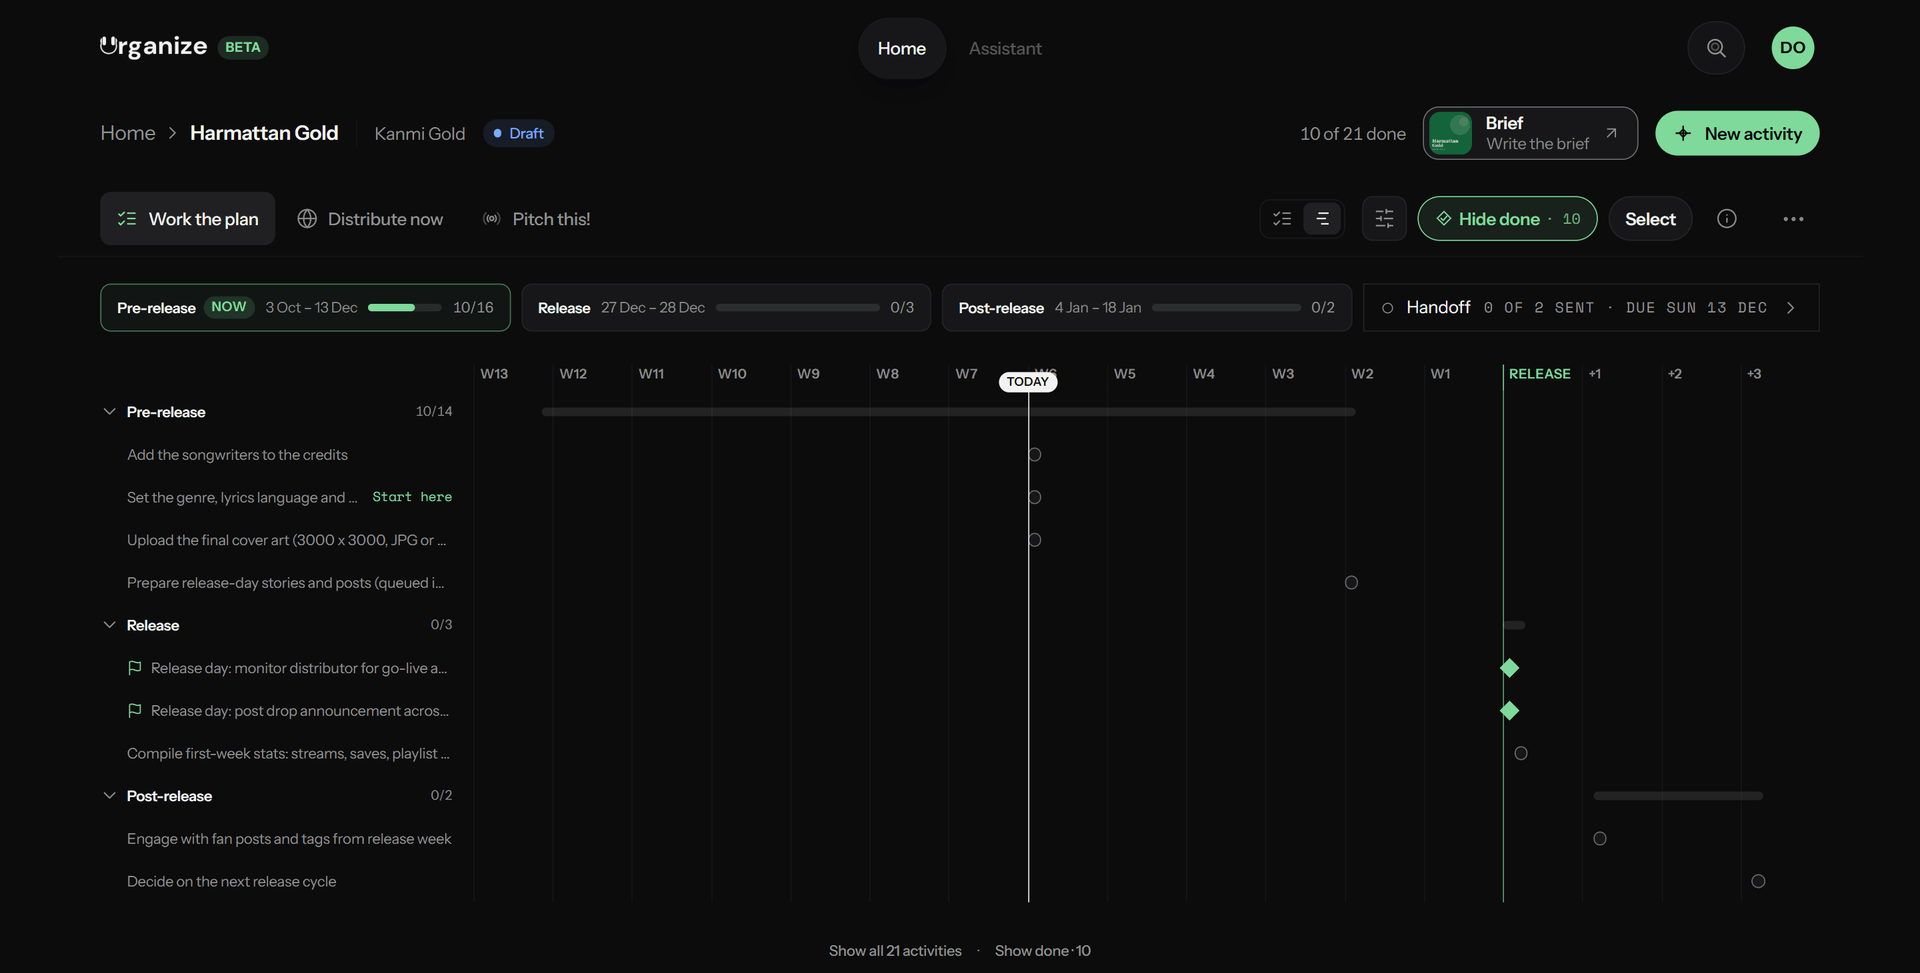 Urganize BETA
Home
Assistant
DO
Home > Harmattan Gold
Kanmi Gold
Draft
10 of 21 done
Harmattan
Gold
Brief
Write the brief
New activity
Work the plan
Distribute now
Pitch this!
Hide done · 10
Select
Pre-release NOW 3 Oct – 13 Dec 10/16
Release 27 Dec – 28 Dec 0/3
Post-release 4 Jan – 18 Jan 0/2
Handoff 0 OF 2 SENT · DUE SUN 13 DEC
W13 W12 W11 W10 W9 W8 W7 W6 W5 W4 W3 W2 W1 RELEASE +1 +2 +3
TODAY
Pre-release 10/14
Add the songwriters to the credits
Set the genre, lyrics language and ... Start here
Upload the final cover art (3000 x 3000, JPG or ...
Prepare release-day stories and posts (queued i...
Release 0/3
Release day: monitor distributor for go-live a...
Release day: post drop announcement acros...
Compile first-week stats: streams, saves, playlist ...
Post-release 0/2
Engage with fan posts and tags from release week
Decide on the next release cycle
Show all 21 activities · Show done · 10